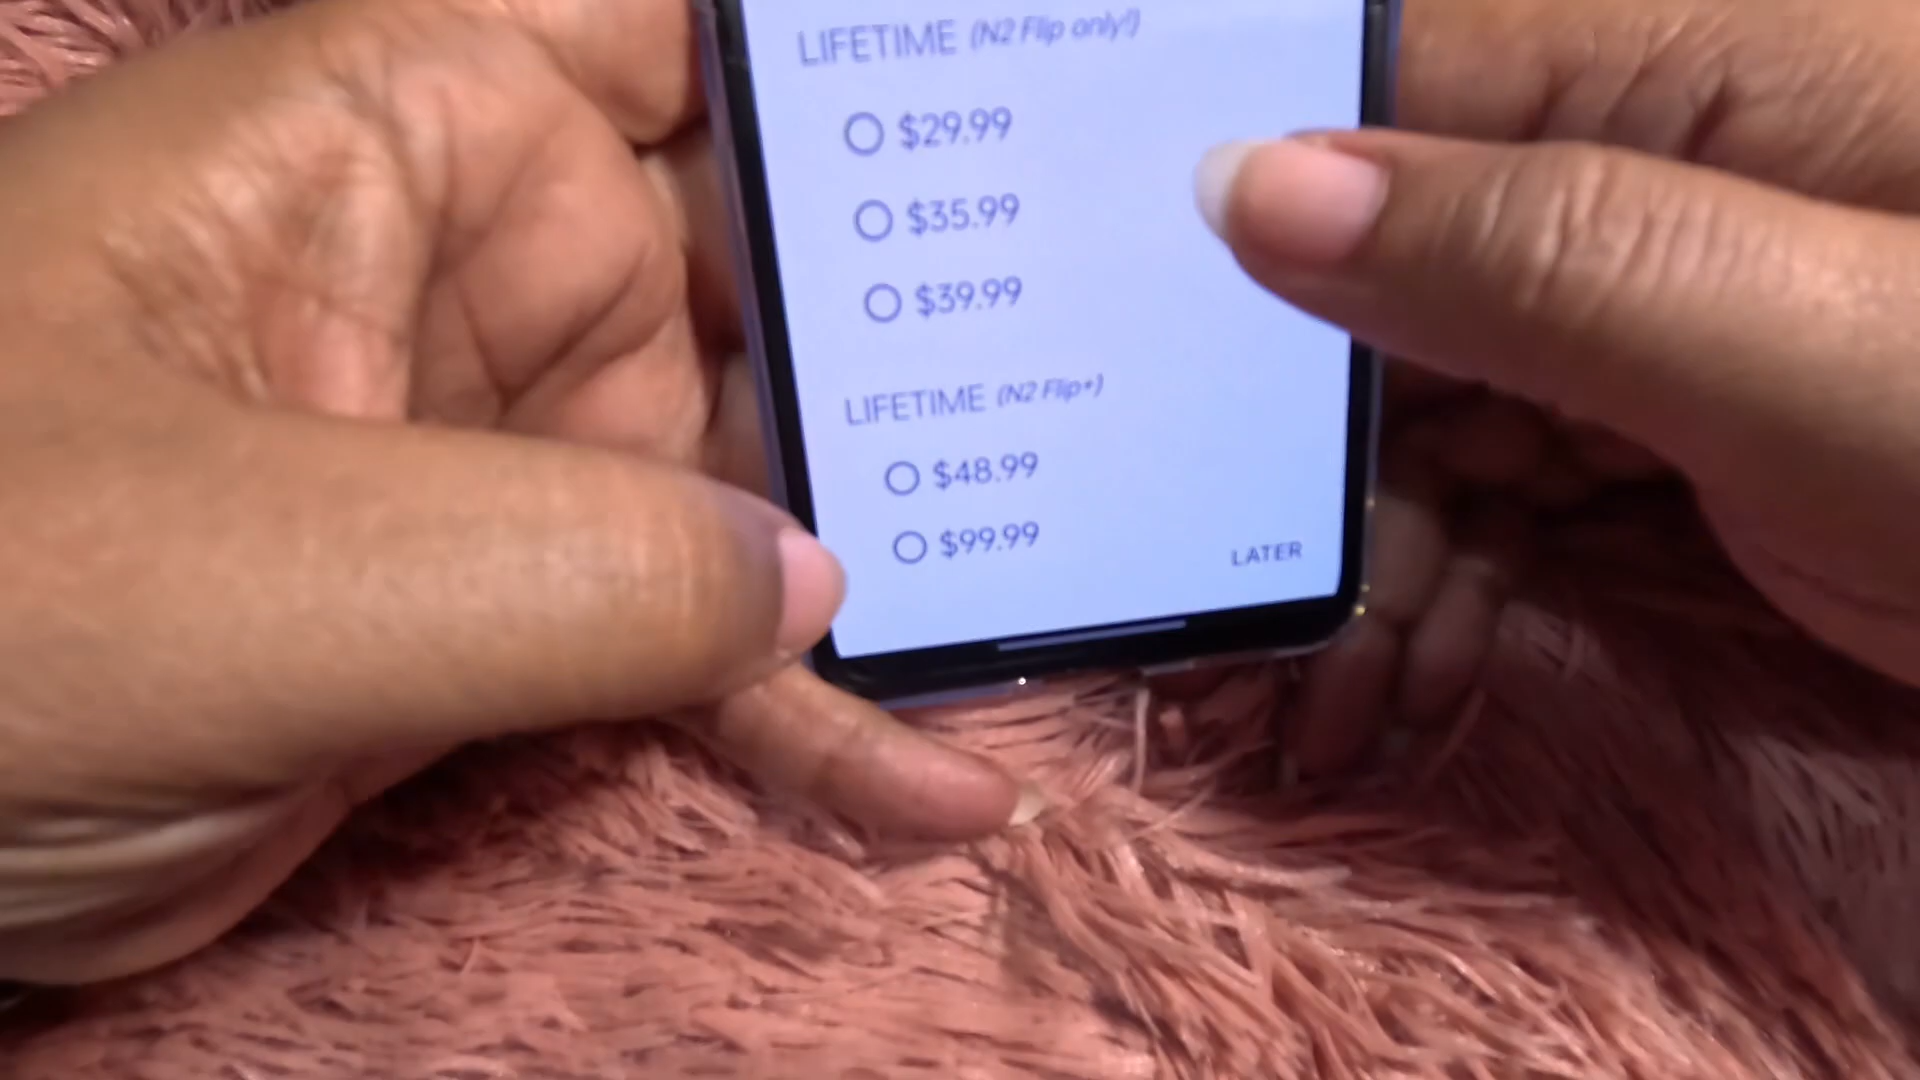 LIFETIME (N2 Flip only!)
$29.99
$35.99
$39.99
LIFETIME (N2 Flip+)
$48.99
$99.99
LATER